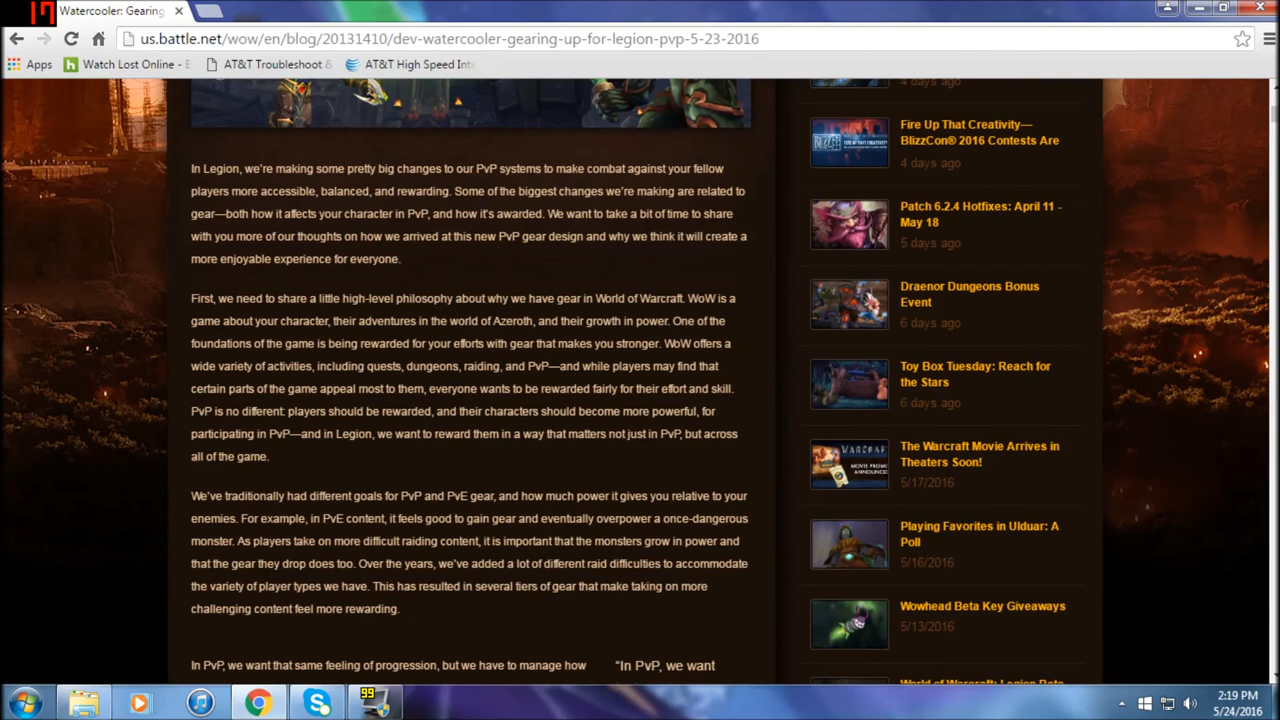 17
Watercooler: Gearing
us.battle.net/wow/en/blog/20131410/dev-watercooler-gearing-up-for-legion-pvp-5-23-2016
Apps
Watch Lost Online - E
AT&T Troubleshoot &
AT&T High Speed Inte
In Legion, we're making some pretty big changes to our PvP systems to make combat against your fellow
players more accessible, balanced, and rewarding. Some of the biggest changes we're making are related to
gear—both how it affects your character in PvP, and how it's awarded. We want to take a bit of time to share
with you more of our thoughts on how we arrived at this new PvP gear design and why we think it will create a
more enjoyable experience for everyone.
First, we need to share a little high-level philosophy about why we have gear in World of Warcraft. WoW is a
game about your character, their adventures in the world of Azeroth, and their growth in power. One of the
foundations of the game is being rewarded for your efforts with gear that makes you stronger. WoW offers a
wide variety of activities, including quests, dungeons, raiding, and PvP—and while players may find that
certain parts of the game appeal most to them, everyone wants to be rewarded fairly for their effort and skill.
PvP is no different: players should be rewarded, and their characters should become more powerful, for
participating in PvP—and in Legion, we want to reward them in a way that matters not just in PvP, but across
all of the game.
We've traditionally had different goals for PvP and PvE gear, and how much power it gives you relative to your
enemies. For example, in PvE content, it feels good to gain gear and eventually overpower a once-dangerous
monster. As players take on more difficult raiding content, it is important that the monsters grow in power and
that the gear they drop does too. Over the years, we've added a lot of different raid difficulties to accommodate
the variety of player types we have. This has resulted in several tiers of gear that make taking on more
challenging content feel more rewarding.
In PvP, we want that same feeling of progression, but we have to manage how
"In PvP, we want
4 days ago
Fire Up That Creativity—
BlizzCon® 2016 Contests Are
4 days ago
Patch 6.2.4 Hotfixes: April 11 -
May 18
5 days ago
Draenor Dungeons Bonus
Event
6 days ago
Toy Box Tuesday: Reach for
the Stars
6 days ago
WARCRAFT
MOVIE PROMO
ANNOUNCED
The Warcraft Movie Arrives in
Theaters Soon!
5/17/2016
Playing Favorites in Ulduar: A
Poll
5/16/2016
Wowhead Beta Key Giveaways
5/13/2016
World of Warcraft: Legion Beta
99
2:19 PM
5/24/2016